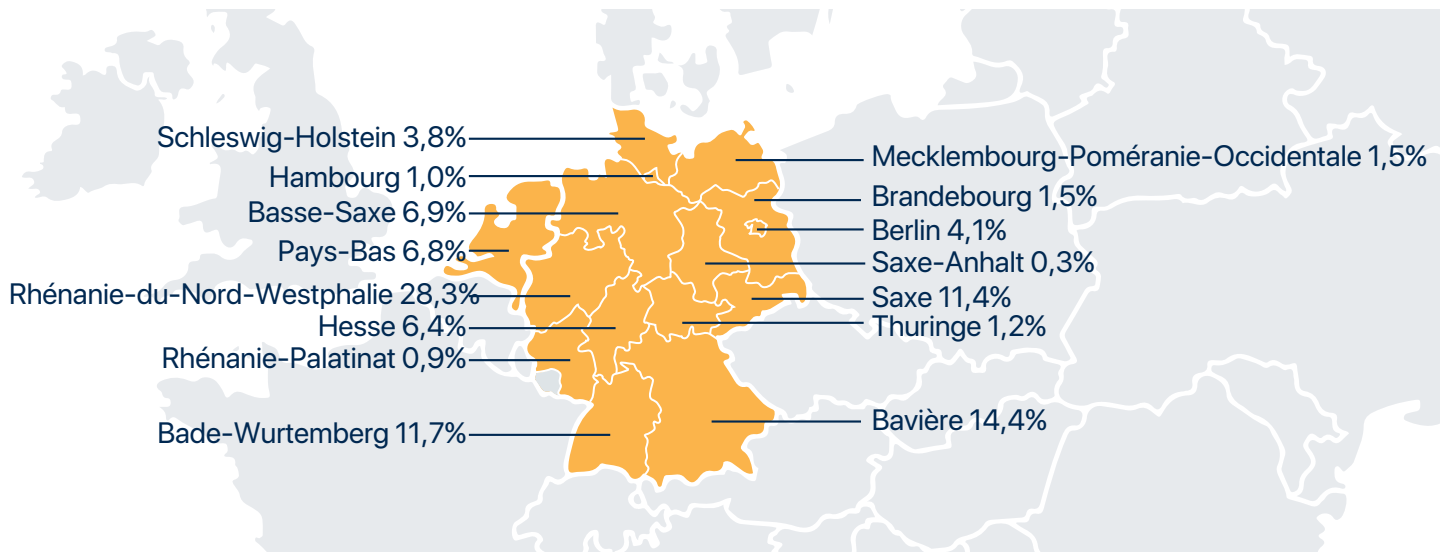 Schleswig-Holstein 3,8%
Hambourg 1,0%
Basse-Saxe 6,9%
Pays-Bas 6,8%
Rhénanie-du-Nord-Westphalie 28,3%
Hesse 6,4%
Rhénanie-Palatinat 0,9%
Bade-Wurtemberg 11,7%
Mecklembourg-Poméranie-Occidentale 1,5%
Brandebourg 1,5%
Berlin 4,1%
Saxe-Anhalt 0,3%
Saxe 11,4%
Thuringe 1,2%
Bavière 14,4%